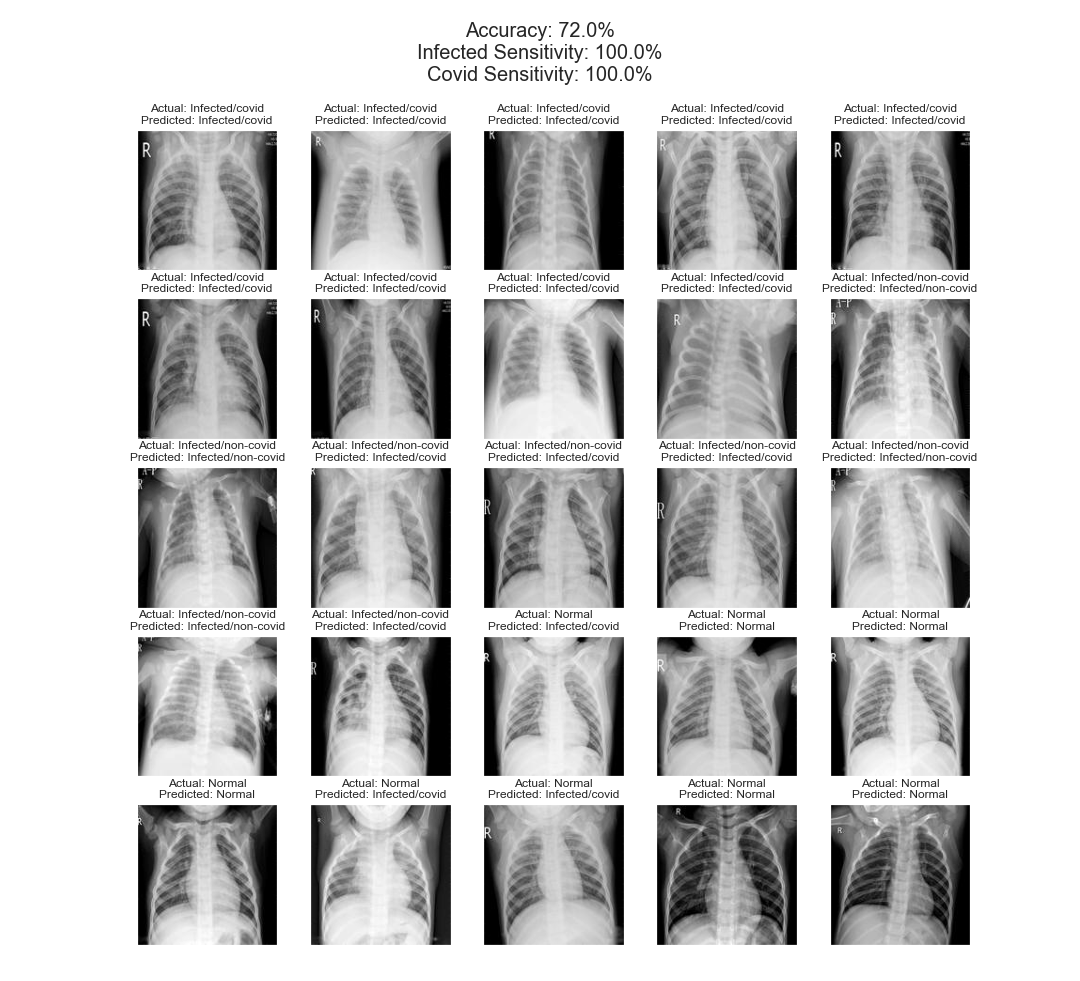 Accuracy: 72.0%
Infected Sensitivity: 100.0%
Covid Sensitivity: 100.0%
Actual: Infected/covid
Predicted: Infected/covid
Actual: Infected/covid
Predicted: Infected/covid
Actual: Infected/covid
Predicted: Infected/covid
Actual: Infected/covid
Predicted: Infected/covid
Actual: Infected/covid
Predicted: Infected/covid
R
R
R
R
R
Actual: Infected/covid
Predicted: Infected/covid
Actual: Infected/covid
Predicted: Infected/covid
Actual: Infected/covid
Predicted: Infected/covid
Actual: Infected/covid
Predicted: Infected/covid
Actual: Infected/non-covid
Predicted: Infected/non-covid
R
R
R
A-P
R
Actual: Infected/non-covid
Predicted: Infected/non-covid
Actual: Infected/non-covid
Predicted: Infected/covid
Actual: Infected/non-covid
Predicted: Infected/covid
Actual: Infected/non-covid
Predicted: Infected/covid
Actual: Infected/non-covid
Predicted: Infected/non-covid
A-P
R
R
R
R
A-P
R
Actual: Infected/non-covid
Predicted: Infected/non-covid
Actual: Infected/non-covid
Predicted: Infected/covid
Actual: Normal
Predicted: Infected/covid
Actual: Normal
Predicted: Normal
Actual: Normal
Predicted: Normal
R
R
R
R
R
Actual: Normal
Predicted: Normal
Actual: Normal
Predicted: Infected/covid
Actual: Normal
Predicted: Infected/covid
Actual: Normal
Predicted: Normal
Actual: Normal
Predicted: Normal
R
R
R
R
R